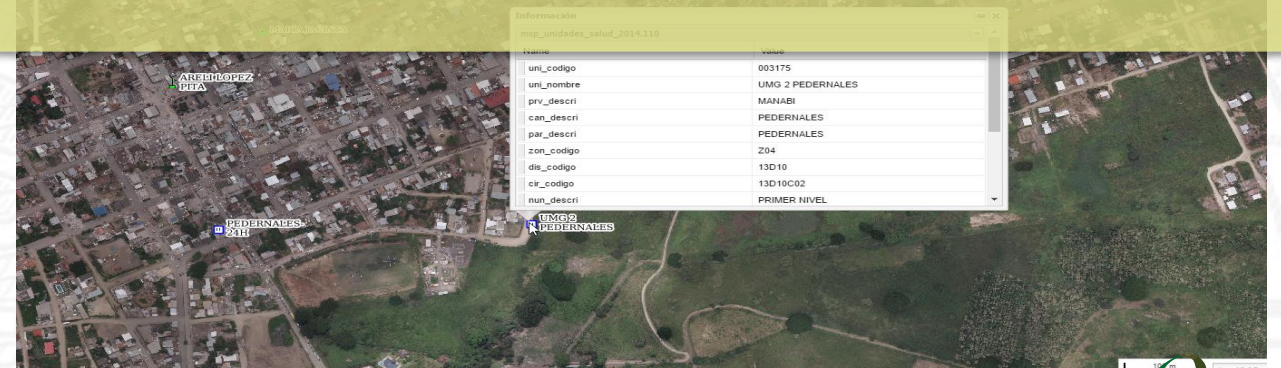 Información
msp_unidades_salud_2014.110
Name Value
uni_codigo 003175
uni_nombre UMG 2 PEDERNALES
prv_descri MANABI
can_descri PEDERNALES
par_descri PEDERNALES
zon_codigo Z04
dis_codigo 13D10
cir_codigo 13D10C02
nun_descri PRIMER NIVEL
ARELI LOPEZ
PITA
PEDERNALES -
24H
UMG 2
PEDERNALES